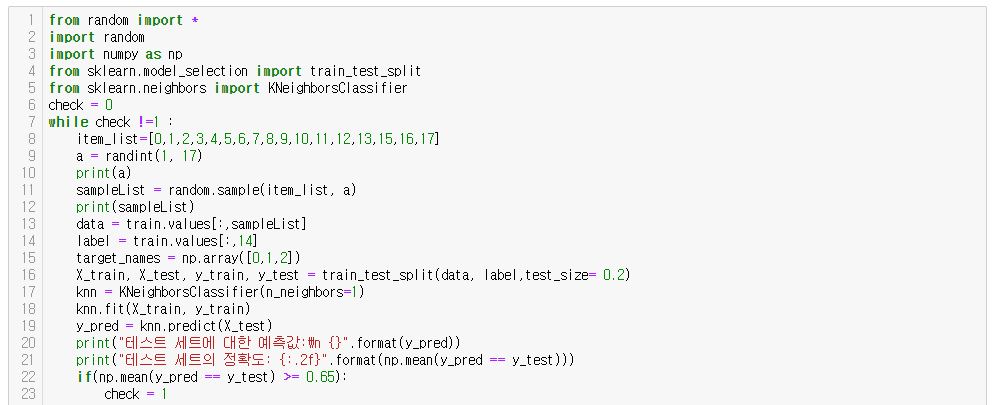 1 from random import *
2 import random
3 import numpy as np
4 from sklearn.model_selection import train_test_split
5 from sklearn.neighbors import KNeighborsClassifier
6 check = 0
7 while check !=1 :
8     item_list=[0,1,2,3,4,5,6,7,8,9,10,11,12,13,15,16,17]
9     a = randint(1, 17)
10     print(a)
11     sampleList = random.sample(item_list, a)
12     print(sampleList)
13     data = train.values[:,sampleList]
14     label = train.values[:,14]
15     target_names = np.array([0,1,2])
16     X_train, X_test, y_train, y_test = train_test_split(data, label,test_size= 0.2)
17     knn = KNeighborsClassifier(n_neighbors=1)
18     knn.fit(X_train, y_train)
19     y_pred = knn.predict(X_test)
20     print("테스트 세트에 대한 예측값:₩n {}".format(y_pred))
21     print("테스트 세트의 정확도: {:.2f}".format(np.mean(y_pred == y_test)))
22     if(np.mean(y_pred == y_test) >= 0.65):
23         check = 1